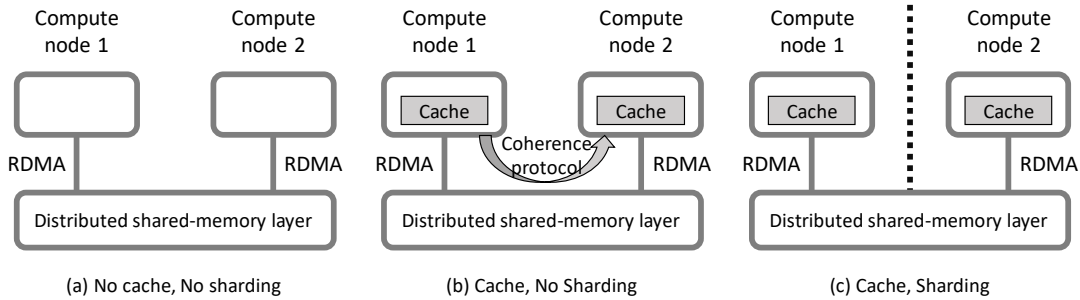 Compute
node 1
Compute
node 2
Cache
Cache
RDMA
RDMA
Coherence
protocol
Distributed shared-memory layer
(a) No cache, No sharding
Compute
node 1
Compute
node 2
RDMA
RDMA
Distributed shared-memory layer
(b) Cache, No Sharding
Compute
node 1
Compute
node 2
Cache
Cache
RDMA
RDMA
Distributed shared-memory layer
(c) Cache, Sharding